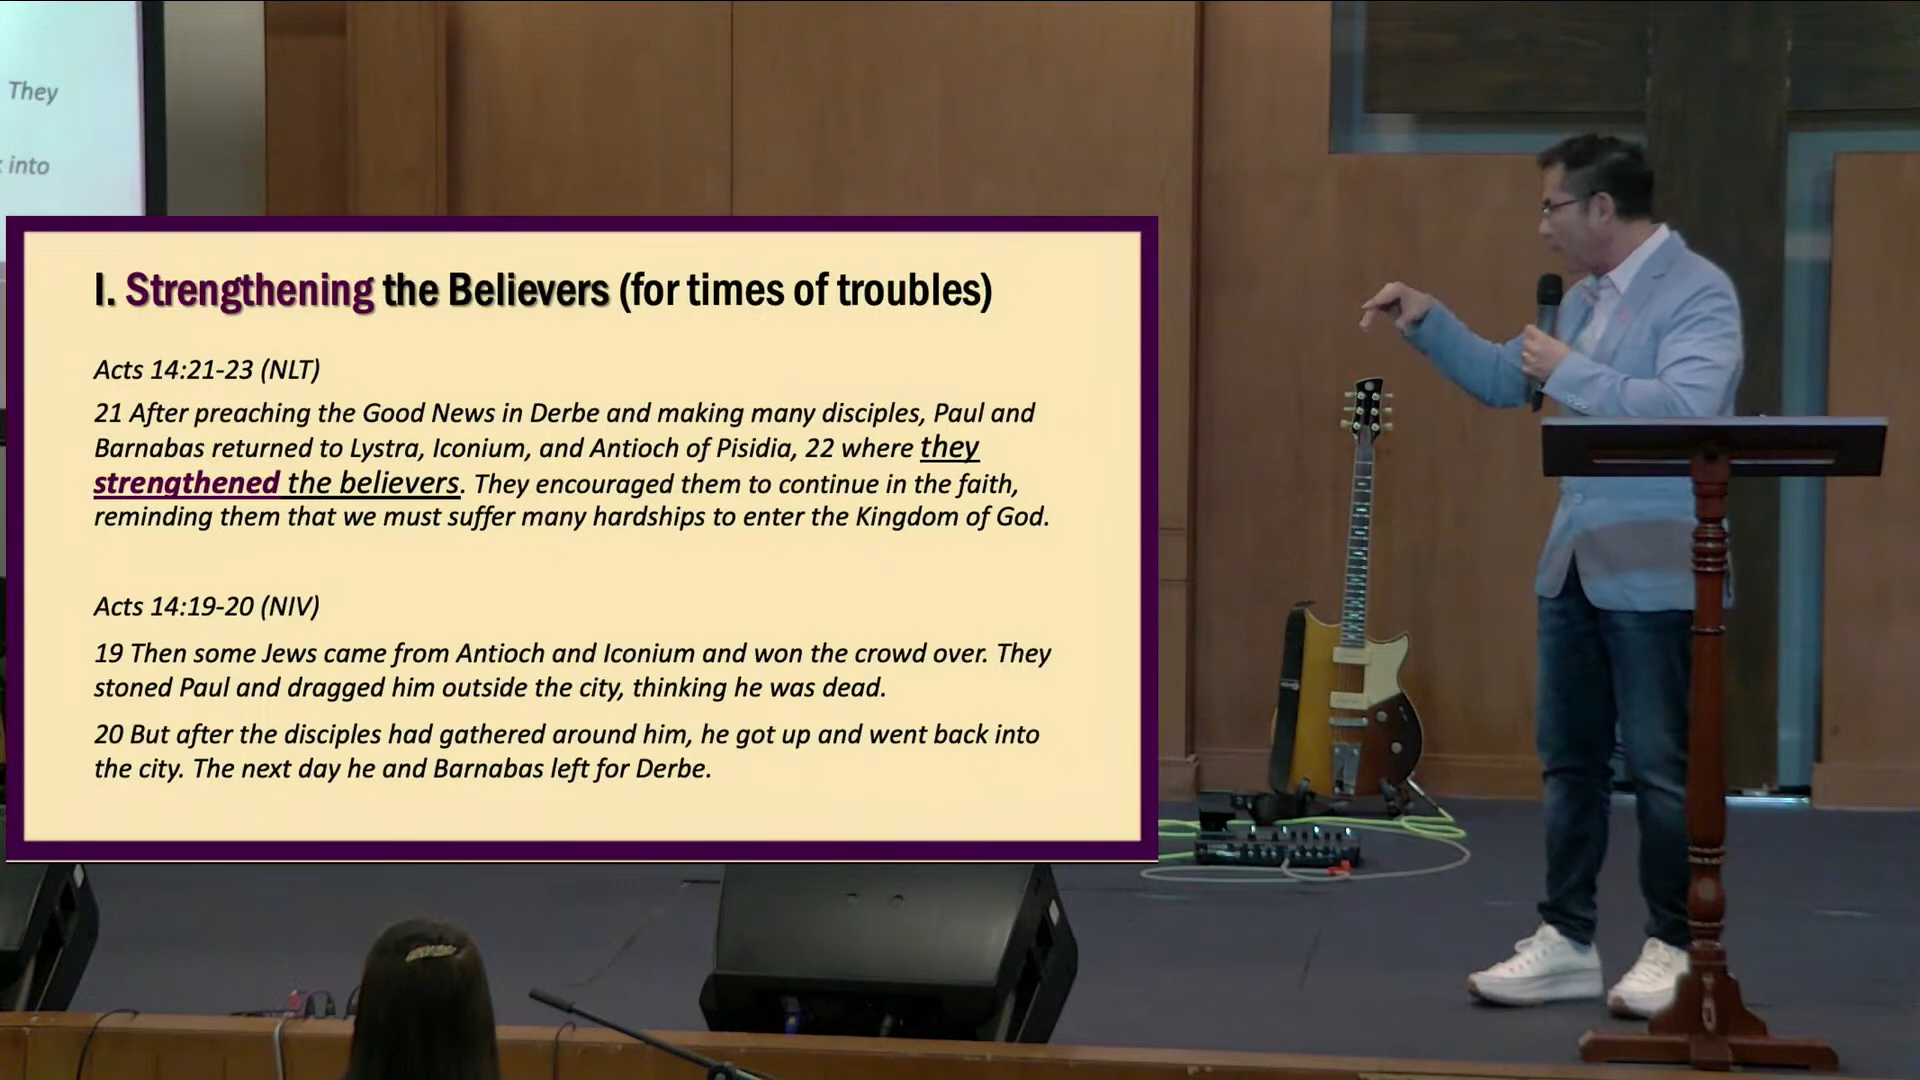 They
into
I. Strengthening the Believers (for times of troubles)
Acts 14:21-23 (NLT)
21 After preaching the Good News in Derbe and making many disciples, Paul and
Barnabas returned to Lystra, Iconium, and Antioch of Pisidia, 22 where they
strengthened the believers. They encouraged them to continue in the faith,
reminding them that we must suffer many hardships to enter the Kingdom of God.
Acts 14:19-20 (NIV)
19 Then some Jews came from Antioch and Iconium and won the crowd over. They
stoned Paul and dragged him outside the city, thinking he was dead.
20 But after the disciples had gathered around him, he got up and went back into
the city. The next day he and Barnabas left for Derbe.